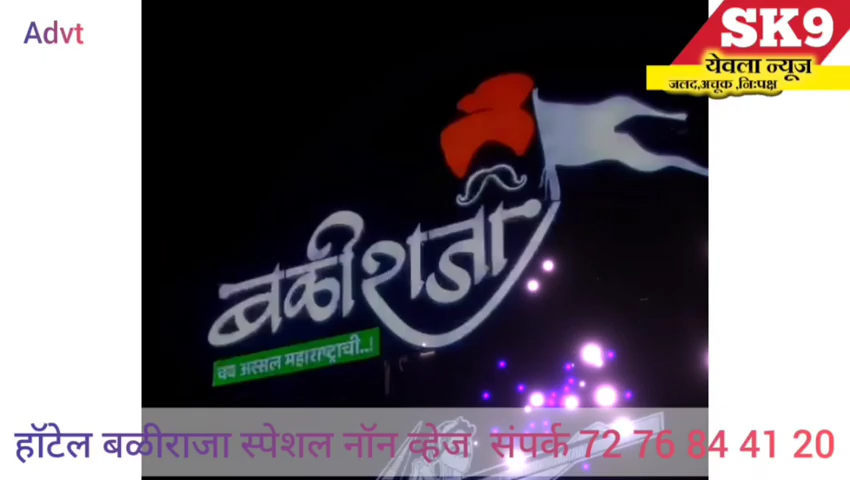 Advt
SK9
येवला न्यूज
जलद,अचूक ,निःपक्ष
बळीराजा
चव अस्सल महाराष्ट्राची..!
हॉटेल बळीराजा स्पेशल नॉन व्हेज संपर्क 72 76 84 41 20